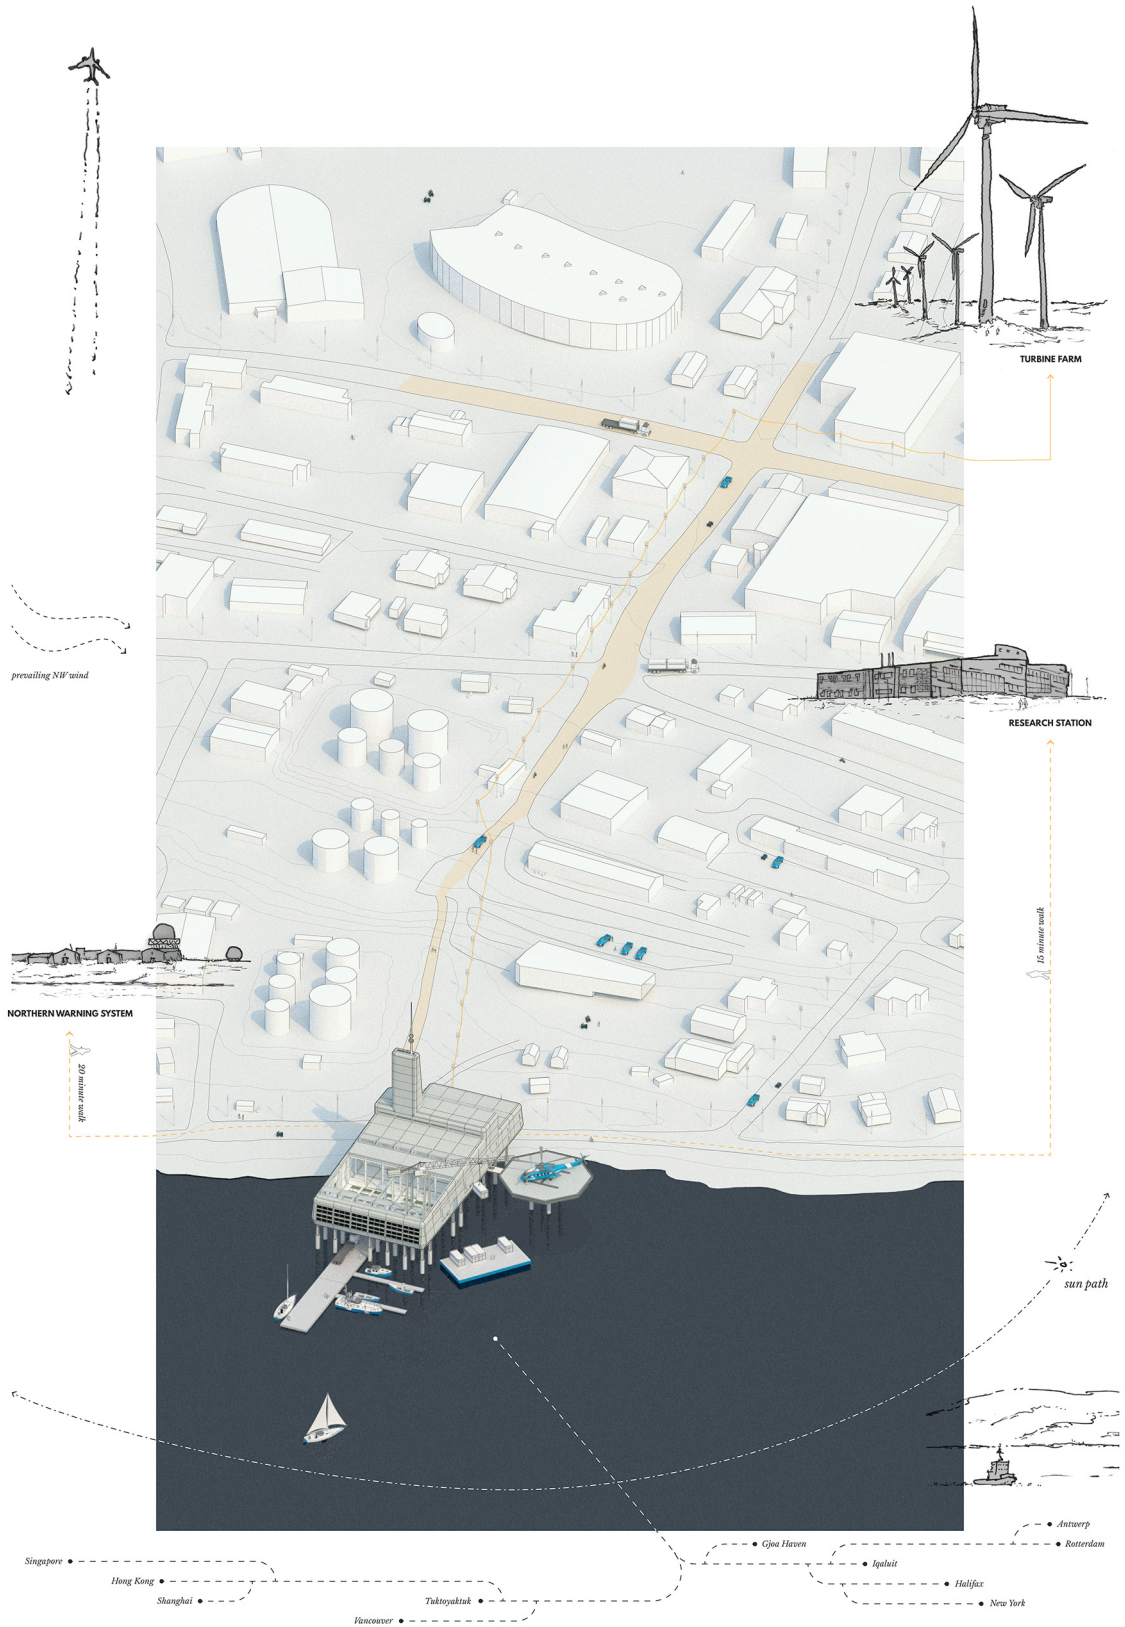 TURBINE FARM
prevailing NW wind
RESEARCH STATION
15 minute walk
NORTHERN WARNING SYSTEM
20 minute walk
sun path
Antwerp
Gjoa Haven
Rotterdam
Singapore
Iqaluit
Hong Kong
Halifax
Shanghai
Tuktoyaktuk
New York
Vancouver